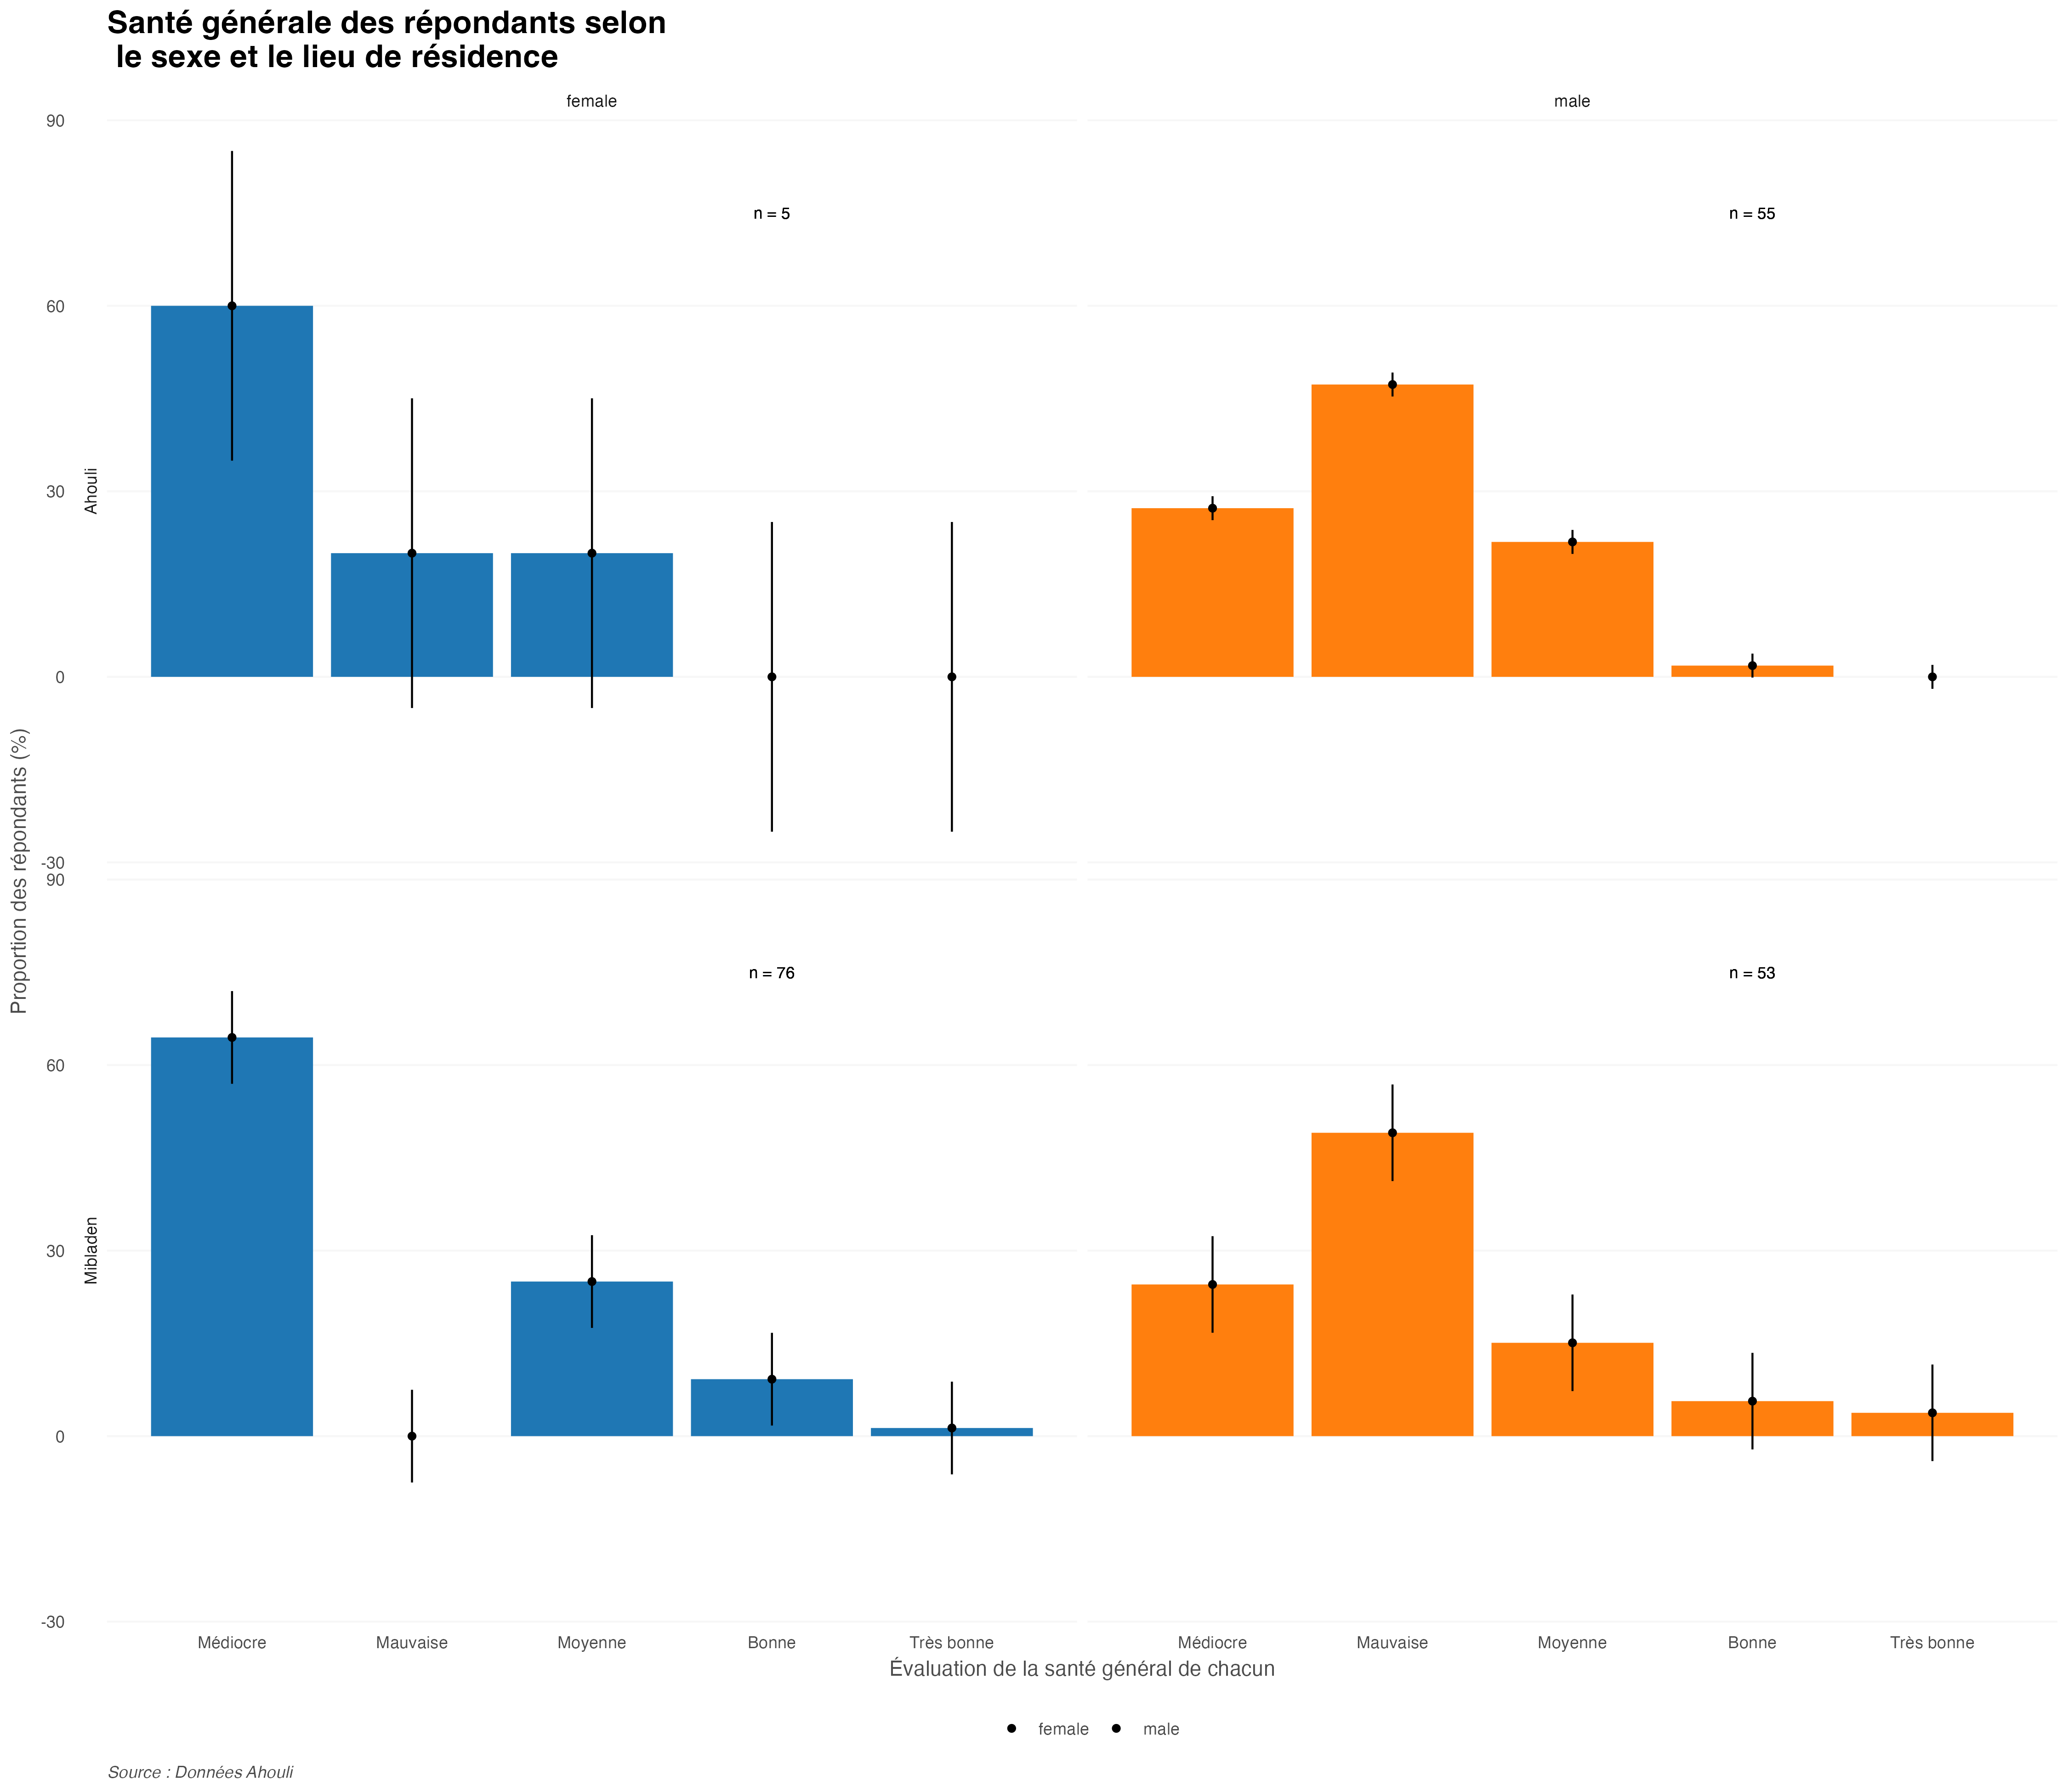 Santé générale des répondants selon
le sexe et le lieu de résidence
female
male
90
60
30
0
-30
Ahouli
n = 5
n = 55
Proportion des répondants (%)
90
60
30
0
-30
Mibladen
n = 76
n = 53
Médiocre Mauvaise Moyenne Bonne Très bonne
Médiocre Mauvaise Moyenne Bonne Très bonne
Évaluation de la santé général de chacun
female male
Source : Données Ahouli